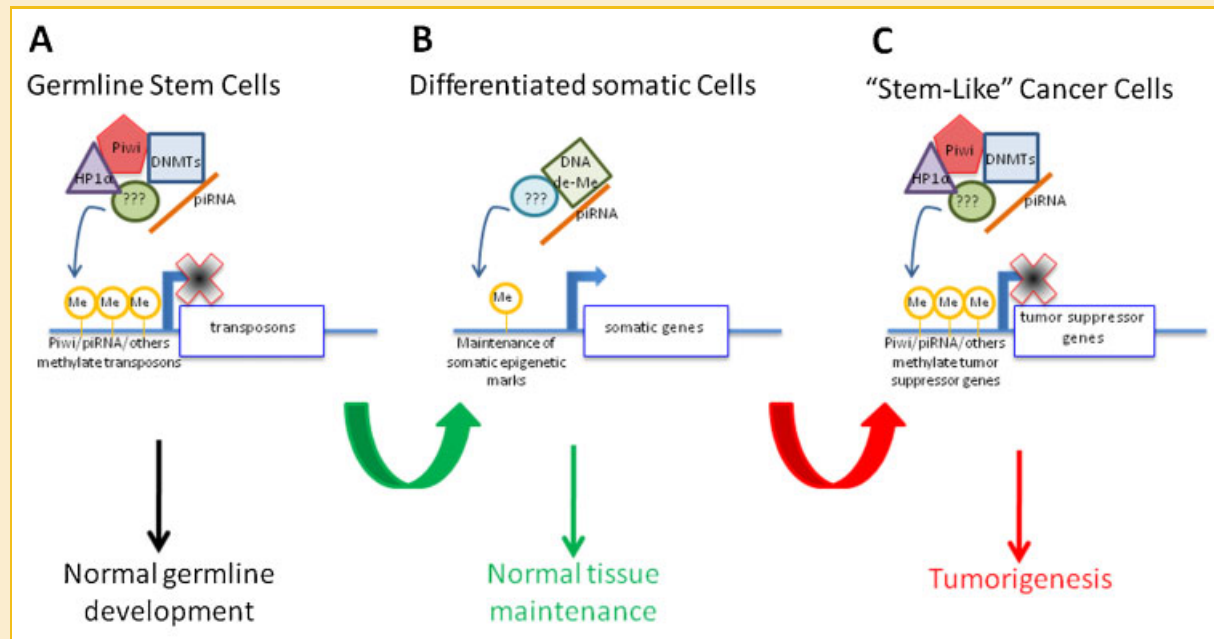 A
Germline Stem Cells
Piwi
HP1α
DNMTs
???
piRNA
Me Me Me
transposons
Piwi/piRNA/others
methylate transposons
Normal germline
development
B
Differentiated somatic Cells
DNA
de-Me
???
piRNA
Me
somatic genes
Maintenance of
somatic epigenetic
marks
Normal tissue
maintenance
C
“Stem-Like” Cancer Cells
Piwi
HP1α
DNMTs
???
piRNA
Me Me Me
tumor suppressor
genes
Piwi/piRNA/others
methylate tumor
suppressor genes
Tumorigenesis